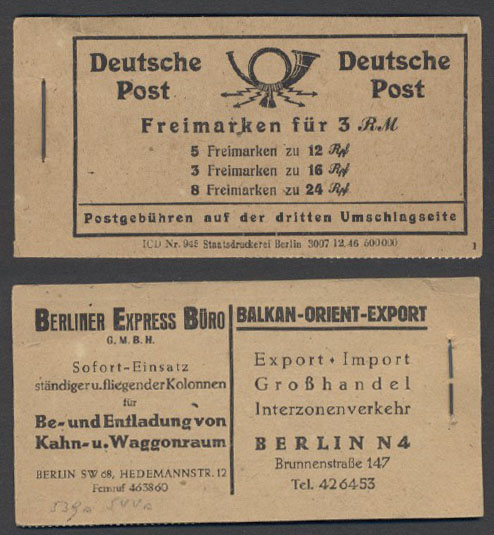 Deutsche Post
Deutsche Post
Freimarken für 3 RM
5 Freimarken zu 12 Rpf
3 Freimarken zu 16 Rpf
8 Freimarken zu 24 Rpf
Postgebühren auf der dritten Umschlagseite
ICD Nr. 948 Staatsdruckerei Berlin 3007 12.46 500000
1
BERLINER EXPRESS BÜRO
G. M. B. H.
Sofort-Einsatz
ständiger u. fliegender Kolonnen
für
Be- und Entladung von
Kahn- u. Waggonraum
BERLIN SW 68, HEDEMANNSTR. 12
Fernruf 463860
BALKAN-ORIENT-EXPORT
Export + Import
Großhandel
Interzonenverkehr
BERLIN N 4
Brunnenstraße 147
Tel. 426453